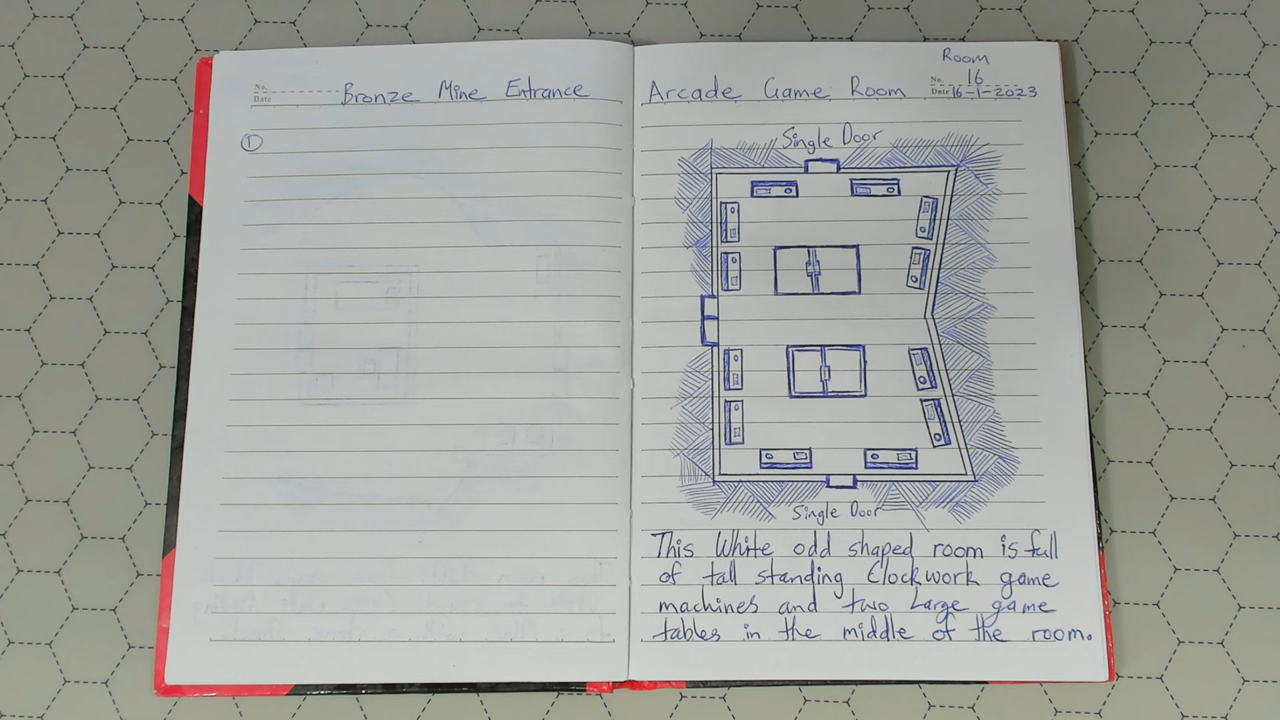 No.
Date
Bronze Mine Entrance
①
Room
Arcade Game Room
No. 16
Date 16-1-2023
Single Door
Single Door
This White odd shaped room is full
of tall standing Clockwork game
machines and two Large game
tables in the middle of the room.